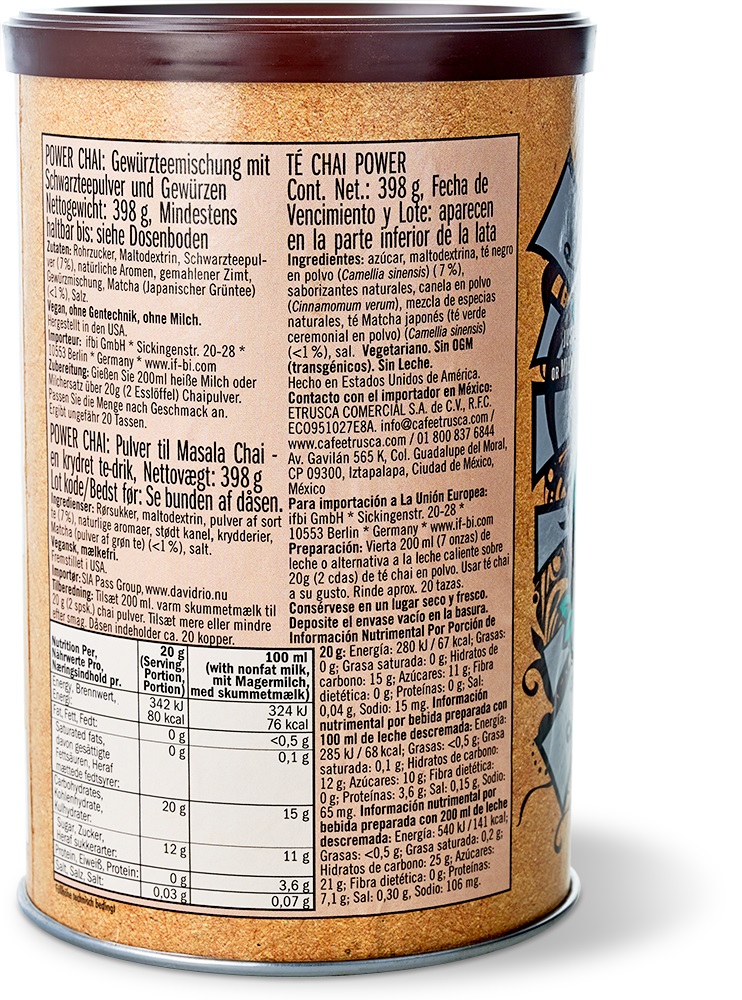 POWER CHAI: Gewürzteemischung mit
Schwarzteepulver und Gewürzen
Nettogewicht: 398 g, Mindestens
haltbar bis: siehe Dosenboden
Zutaten: Rohrzucker, Maltodextrin, Schwarzteepul-
ver (7%), natürliche Aromen, gemahlener Zimt,
Gewürzmischung, Matcha (Japanischer Grüntee)
(<1%), Salz.
Vegan, ohne Gentechnik, ohne Milch.
Hergestellt in den USA.
Importeur: ifbi GmbH * Sickingenstr. 20-28 *
10553 Berlin * Germany * www.if-bi.com
Zubereitung: Gießen Sie 200ml heiße Milch oder
Milchersatz über 20g (2 Esslöffel) Chaipulver.
Passen Sie die Menge nach Geschmack an.
Ergibt ungefähr 20 Tassen.
POWER CHAI: Pulver til Masala Chai -
en krydret te-drik, Nettovægt: 398 g
Lot kode/Bedst før: Se bunden af dåsen.
Ingredienser: Rørsukker, maltodextrin, pulver af sort
te (7%), naturlige aromaer, stødt kanel, krydderier,
Matcha (pulver af grøn te) (<1%), salt.
Vegansk, mælkefri.
Fremstillet i USA.
Importør: SIA Pass Group, www.davidrio.nu
Tilberedning: Tilsæt 200 ml. varm skummetmælk til
20 g (2 spsk.) chai pulver. Tilsæt mere eller mindre
efter smag. Dåsen indeholder ca. 20 kopper.
Nutrition Per,
Nährwerte Pro,
Næringsindhold pr.
20 g
(Serving,
Portion,
Portion)
100 ml
(with nonfat milk,
mit Magermilch,
med skummetmælk)
Energy, Brennwert,
Energi:
342 kJ
80 kcal
324 kJ
76 kcal
Fat, Fett, Fedt:
0 g
<0,5 g
Saturated fats,
davon gesättigte
Fettsäuren, Heraf
mættede fedtsyrer:
0 g
0,1 g
Carbohydrates,
Kohlenhydrate,
Kulhydrater:
20 g
15 g
Sugar, Zucker,
Heraf sukkerarter:
12 g
11 g
Protein, Eiweiß, Protein:
0 g
3,6 g
Salt, Salz, Salt:
0,03 g
0,07 g
Füllhöhe technisch bedingt
TÉ CHAI POWER
Cont. Net.: 398 g, Fecha de
Vencimiento y Lote: aparecen
en la parte inferior de la lata
Ingredientes: azúcar, maltodextrina, té negro
en polvo (Camellia sinensis) (7%),
saborizantes naturales, canela en polvo
(Cinnamomum verum), mezcla de especias
naturales, té Matcha japonés (té verde
ceremonial en polvo) (Camellia sinensis)
(<1%), sal. Vegetariano. Sin OGM
(transgénicos). Sin Leche.
Hecho en Estados Unidos de América.
Contacto con el importador en México:
ETRUSCA COMERCIAL S.A. de C.V., R.F.C.
ECO951027E8A. info@cafeetrusca.com /
www.cafeetrusca.com / 01 800 837 6844
Av. Gavilán 565 K, Col. Guadalupe del Moral,
CP 09300, Iztapalapa, Ciudad de México,
México
Para importación a La Unión Europea:
ifbi GmbH * Sickingenstr. 20-28 *
10553 Berlin * Germany * www.if-bi.com
Preparación: Vierta 200 ml (7 onzas) de
leche o alternativa a la leche caliente sobre
20g (2 cdas) de té chai en polvo. Usar té chai
a su gusto. Rinde aprox. 20 tazas.
Consérvese en un lugar seco y fresco.
Deposite el envase vacío en la basura.
Información Nutrimental Por Porción de
20 g: Energía: 280 kJ / 67 kcal; Grasas:
0 g; Grasa saturada: 0 g; Hidratos de
carbono: 15 g; Azúcares: 11 g; Fibra
dietética: 0 g; Proteínas: 0 g; Sal:
0,04 g, Sodio: 15 mg. Información
nutrimental por bebida preparada con
100 ml de leche descremada: Energía:
285 kJ / 68 kcal; Grasas: <0,5 g; Grasa
saturada: 0,1 g; Hidratos de carbono:
12 g; Azúcares: 10 g; Fibra dietética:
0 g; Proteínas: 3,6 g; Sal: 0,15 g, Sodio:
65 mg. Información nutrimental por
bebida preparada con 200 ml de leche
descremada: Energía: 540 kJ / 141 kcal;
Grasas: <0,5 g; Grasa saturada: 0,2 g;
Hidratos de carbono: 25 g; Azúcares:
21 g; Fibra dietética: 0 g; Proteínas:
7,1 g; Sal: 0,30 g, Sodio: 106 mg.